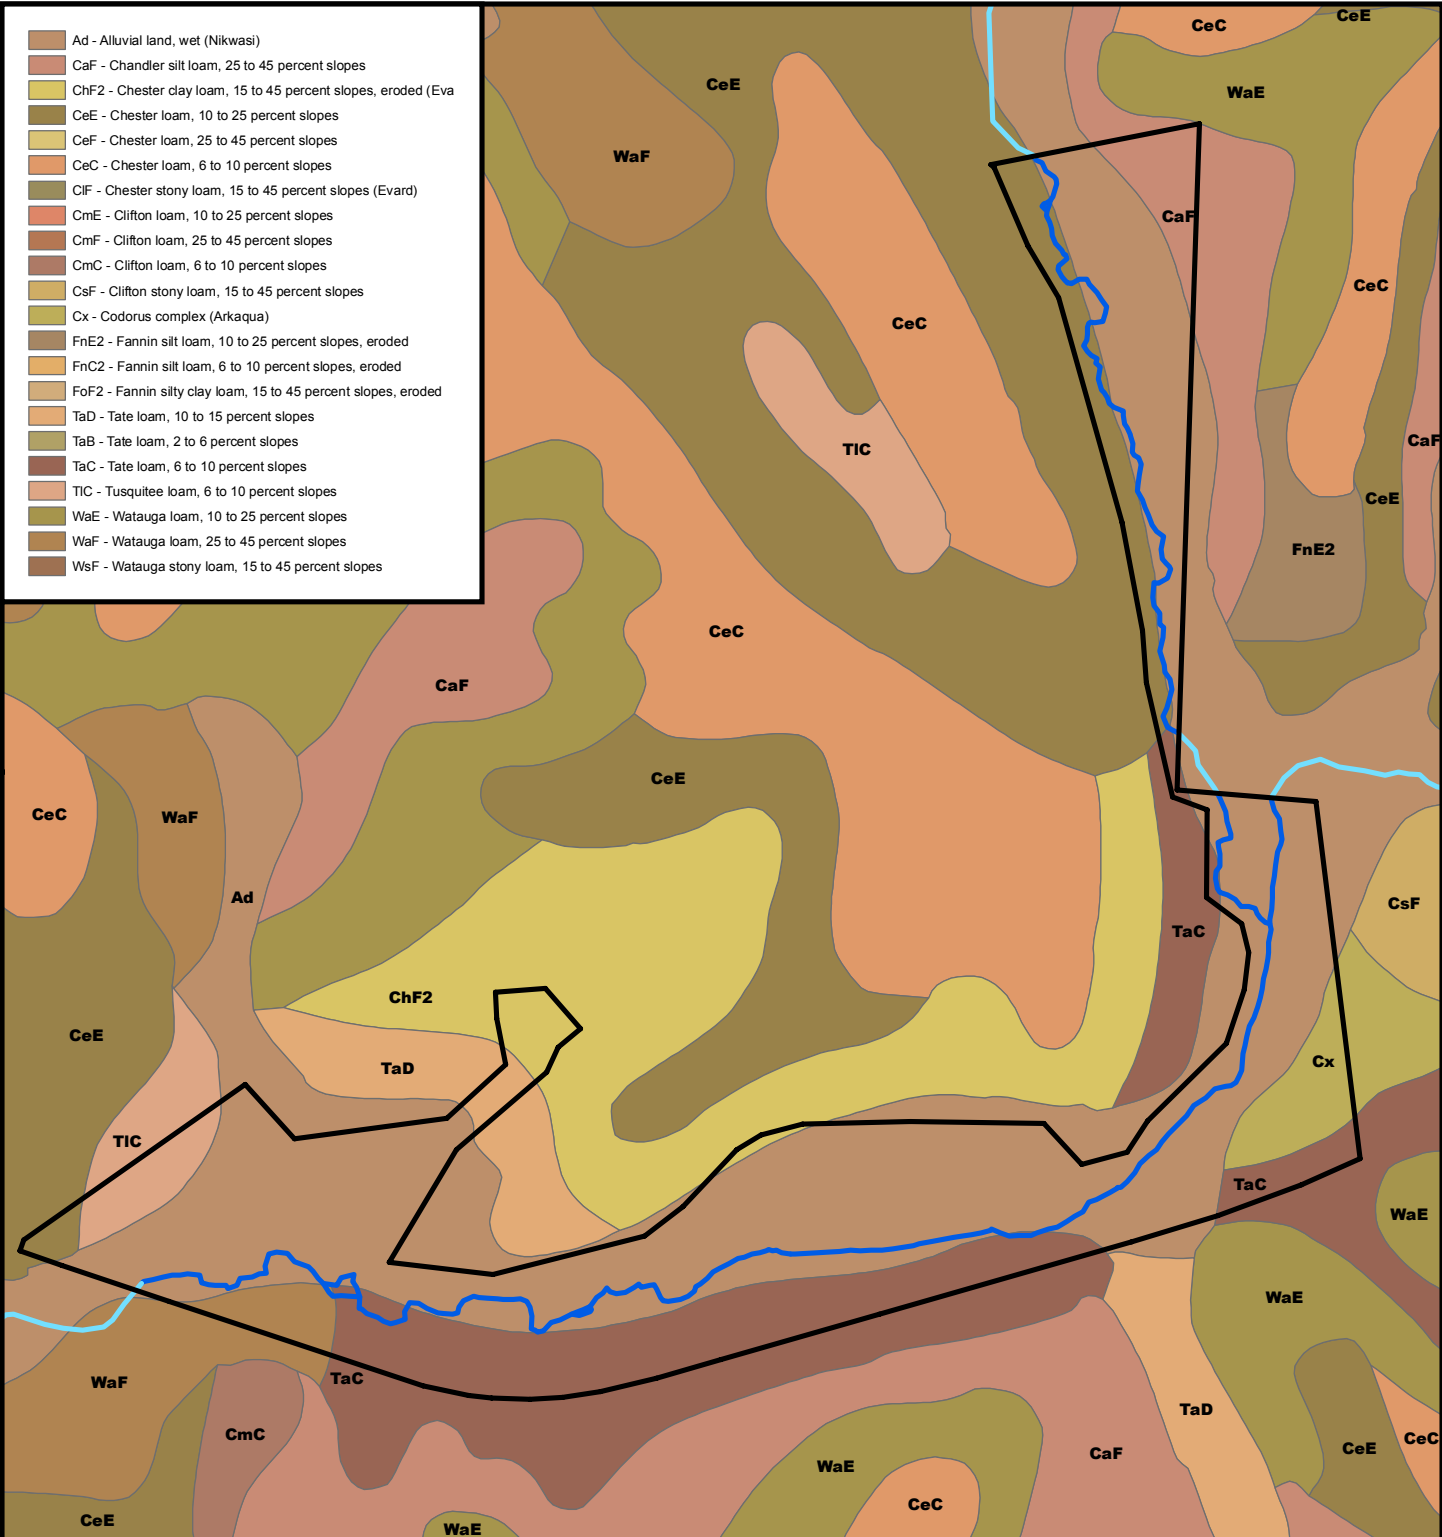 Ad - Alluvial land, wet (Nikwasi)
CaF - Chandler silt loam, 25 to 45 percent slopes
ChF2 - Chester clay loam, 15 to 45 percent slopes, eroded (Eva
CeE - Chester loam, 10 to 25 percent slopes
CeF - Chester loam, 25 to 45 percent slopes
CeC - Chester loam, 6 to 10 percent slopes
ClF - Chester stony loam, 15 to 45 percent slopes (Evard)
CmE - Clifton loam, 10 to 25 percent slopes
CmF - Clifton loam, 25 to 45 percent slopes
CmC - Clifton loam, 6 to 10 percent slopes
CsF - Clifton stony loam, 15 to 45 percent slopes
Cx - Codorus complex (Arkaqua)
FnE2 - Fannin silt loam, 10 to 25 percent slopes, eroded
FnC2 - Fannin silt loam, 6 to 10 percent slopes, eroded
FoF2 - Fannin silty clay loam, 15 to 45 percent slopes, eroded
TaD - Tate loam, 10 to 15 percent slopes
TaB - Tate loam, 2 to 6 percent slopes
TaC - Tate loam, 6 to 10 percent slopes
TlC - Tusquitee loam, 6 to 10 percent slopes
WaE - Watauga loam, 10 to 25 percent slopes
WaF - Watauga loam, 25 to 45 percent slopes
WsF - Watauga stony loam, 15 to 45 percent slopes
CeE
CeC
CeE
WaE
WaF
CaF
CeC
CeC
CaF
TlC
CeE
FnE2
CeC
CaF
CeE
CeC
WaF
Ad
CsF
TaC
ChF2
CeE
Cx
TaD
TlC
TaC
WaE
WaE
TaC
WaF
TaD
CmC
CeC
CeE
CaF
WaE
CeC
CeE
WaE